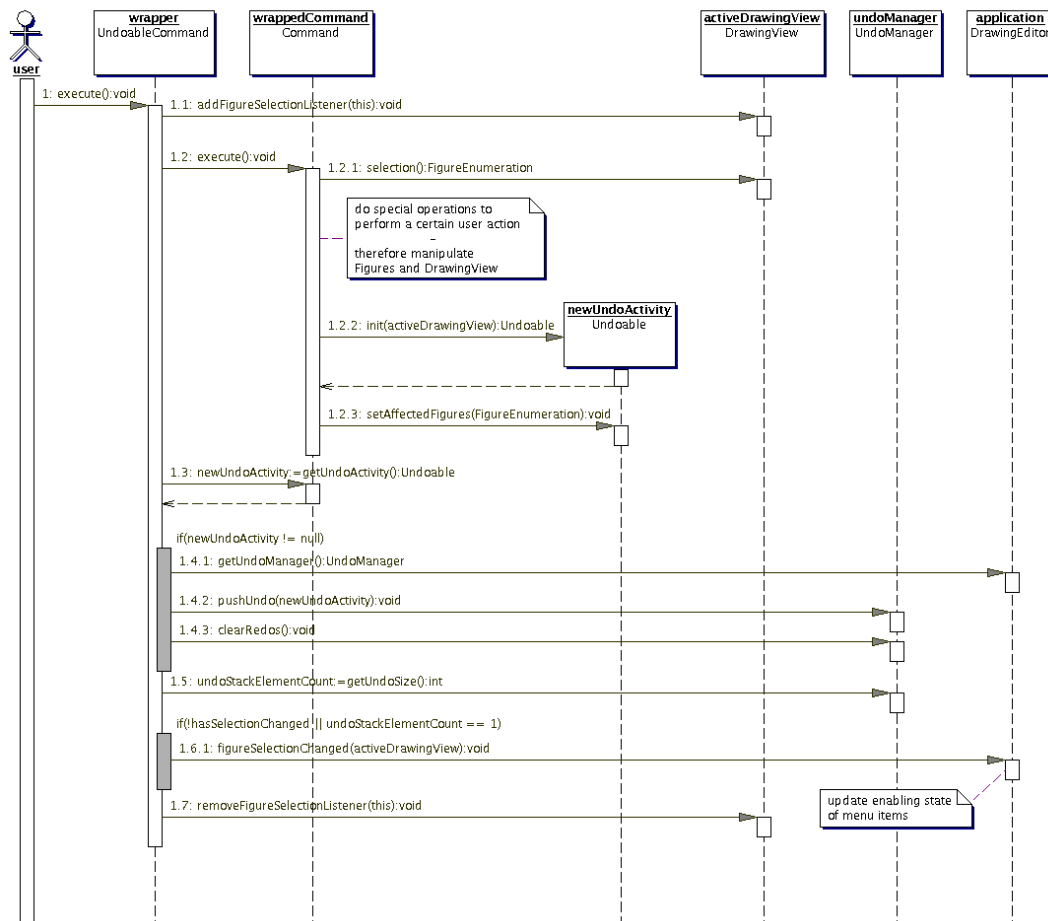 wrapper
UndoableCommand
wrappedCommand
Command
activeDrawingView
DrawingView
undoManager
UndoManager
application
DrawingEditor
user
1: execute():void
1.1: addFigureSelectionListener(this):void
1.2: execute():void
1.2.1: selection():FigureEnumeration
do special operations to
perform a certain user action
–
therefore manipulate
Figures and DrawingView
newUndoActivity
Undoable
1.2.2: init(activeDrawingView):Undoable
1.2.3: setAffectedFigures(FigureEnumeration):void
1.3: newUndoActivity:=getUndoActivity():Undoable
if(newUndoActivity != null)
1.4.1: getUndoManager():UndoManager
1.4.2: pushUndo(newUndoActivity):void
1.4.3: clearRedos():void
1.5: undoStackElementCount:=getUndoSize():int
if(!hasSelectionChanged || undoStackElementCount == 1)
1.6.1: figureSelectionChanged(activeDrawingView):void
update enabling state
of menu items
1.7: removeFigureSelectionListener(this):void